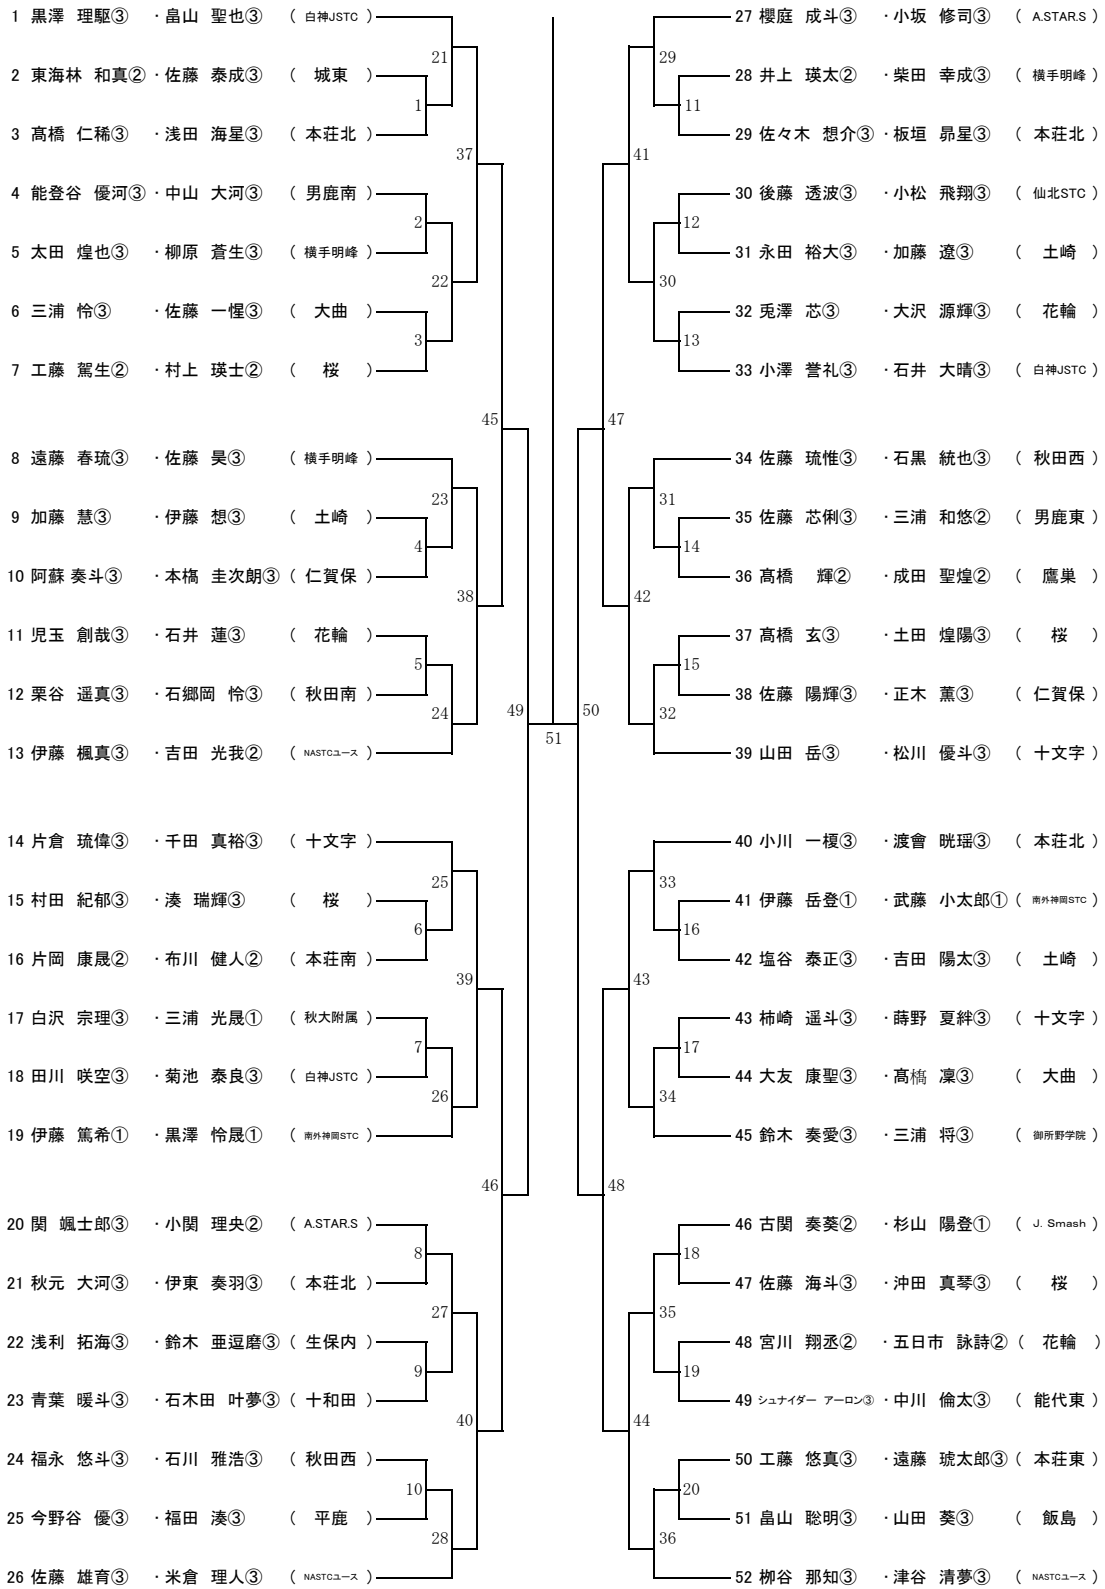 1 黒澤 理駆③ ・畠山 聖也③ ( 白神JSTC )
21
2 東海林 和真②・佐藤 泰成③ ( 城東 )
1
3 髙橋 仁稀③ ・浅田 海星③ ( 本荘北 )
37
4 能登谷 優河③・中山 大河③ ( 男鹿南 )
2
5 太田 煌也③ ・柳原 蒼生③ ( 横手明峰 )
22
6 三浦 怜③ ・佐藤 一惺③ ( 大曲 )
3
7 工藤 駕生② ・村上 瑛士② ( 桜 )
45
8 遠藤 春琉③ ・佐藤 昊③ ( 横手明峰 )
23
9 加藤 慧③ ・伊藤 想③ ( 土崎 )
4
10 阿蘇 奏斗③ ・本橋 圭次朗③ ( 仁賀保 )
38
11 児玉 創哉③ ・石井 蓮③ ( 花輪 )
5
12 栗谷 遥真③ ・石郷岡 怜③ ( 秋田南 )
24
49
13 伊藤 楓真③ ・吉田 光我② ( NASTCユース )
51
14 片倉 琉偉③ ・千田 真裕③ ( 十文字 )
25
15 村田 紀郁③ ・湊 瑞輝③ ( 桜 )
6
16 片岡 康晟② ・布川 健人② ( 本荘南 )
39
17 白沢 宗理③ ・三浦 光晟① ( 秋大附属 )
7
18 田川 咲空③ ・菊池 泰良③ ( 白神JSTC )
26
19 伊藤 篤希① ・黒澤 怜晟① ( 南外神岡STC )
46
20 関 颯士郎③ ・小関 理央② ( A.STAR.S )
8
21 秋元 大河③ ・伊東 奏羽③ ( 本荘北 )
27
22 浅利 拓海③ ・鈴木 亜逗磨③ ( 生保内 )
9
23 青葉 暖斗③ ・石木田 叶夢③ ( 十和田 )
40
24 福永 悠斗③ ・石川 雅浩③ ( 秋田西 )
10
25 今野谷 優③ ・福田 湊③ ( 平鹿 )
28
26 佐藤 雄育③ ・米倉 理人③ ( NASTCユース )
27 櫻庭 成斗③ ・小坂 修司③ ( A.STAR.S )
29
28 井上 瑛太② ・柴田 幸成③ ( 横手明峰 )
11
29 佐々木 想介③・板垣 昴星③ ( 本荘北 )
41
30 後藤 透波③ ・小松 飛翔③ ( 仙北STC )
12
31 永田 裕大③ ・加藤 遼③ ( 土崎 )
30
32 兎澤 芯③ ・大沢 源輝③ ( 花輪 )
13
33 小澤 誉礼③ ・石井 大晴③ ( 白神JSTC )
47
34 佐藤 琉惟③ ・石黒 統也③ ( 秋田西 )
31
35 佐藤 芯俐③ ・三浦 和悠② ( 男鹿東 )
14
36 髙橋 輝② ・成田 聖煌② ( 鷹巣 )
42
37 髙橋 玄③ ・土田 煌陽③ ( 桜 )
15
38 佐藤 陽輝③ ・正木 薫③ ( 仁賀保 )
32
50
39 山田 岳③ ・松川 優斗③ ( 十文字 )
40 小川 一榎③ ・渡會 晄瑶③ ( 本荘北 )
33
41 伊藤 岳登① ・武藤 小太郎① ( 南外神岡STC )
16
42 塩谷 泰正③ ・吉田 陽太③ ( 土崎 )
43
43 柿崎 遥斗③ ・蒔野 夏絆③ ( 十文字 )
17
44 大友 康聖③ ・髙橋 凜③ ( 大曲 )
34
45 鈴木 奏愛③ ・三浦 将③ ( 御所野学院 )
48
46 古関 奏葵② ・杉山 陽登① ( J. Smash )
18
47 佐藤 海斗③ ・沖田 真琴③ ( 桜 )
35
48 宮川 翔丞② ・五日市 詠詩② ( 花輪 )
19
49 シュナイダー アーロン③ ・中川 倫太③ ( 能代東 )
44
50 工藤 悠真③ ・遠藤 琥太郎③ ( 本荘東 )
20
51 畠山 聡明③ ・山田 葵③ ( 飯島 )
36
52 栁谷 那知③ ・津谷 清夢③ ( NASTCユース )